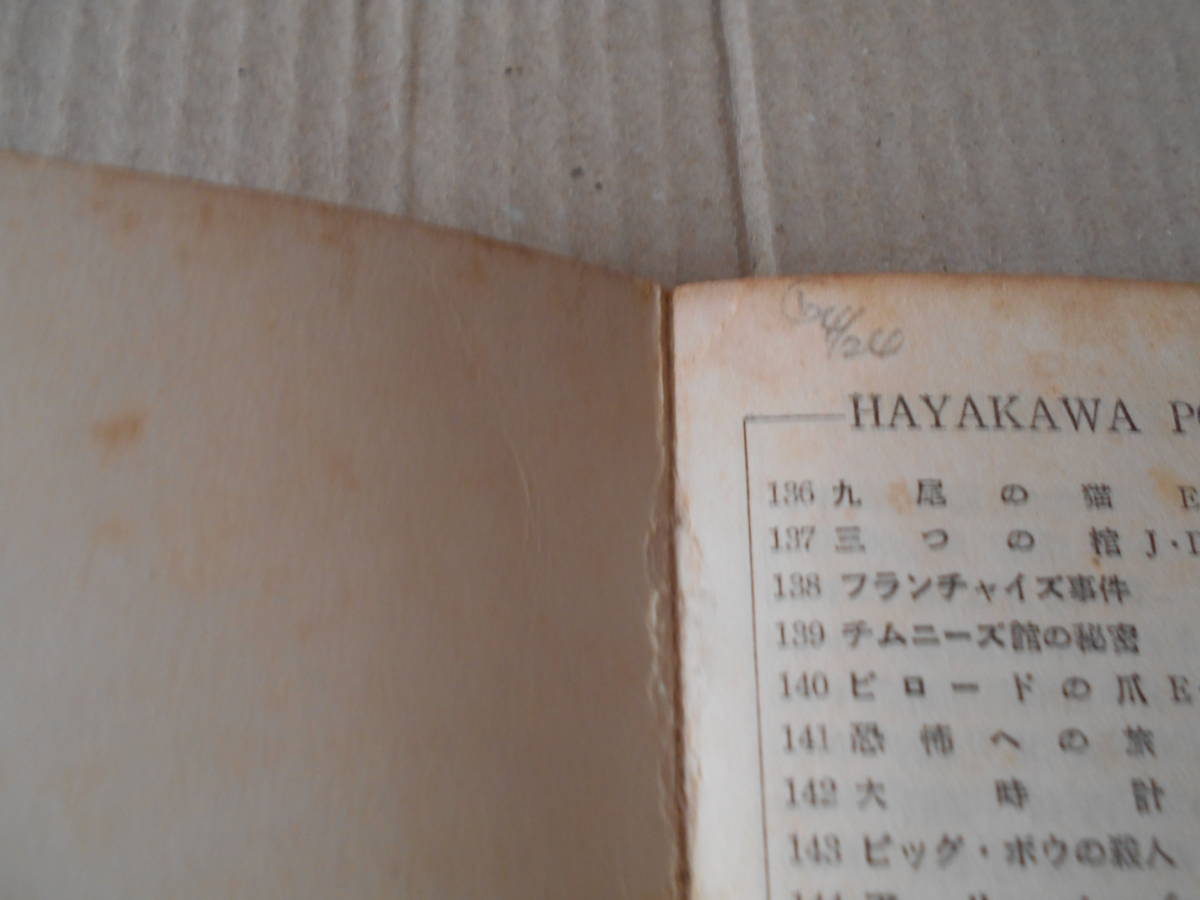 HAYAKAWA
136 九尾の猫 E
137 三つの棺 J・
138 フランチャイズ事件
139 チムニーズ館の秘密
140 ビロードの爪 E
141 恐怖への旅
142 大時計
143 ビッグ・ボウの殺人